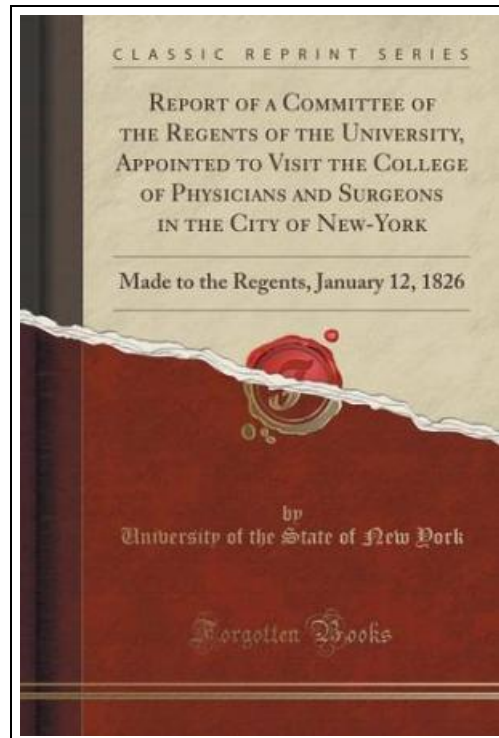 CLASSIC REPRINT SERIES
REPORT OF A COMMITTEE OF
THE REGENTS OF THE UNIVERSITY,
APPOINTED TO VISIT THE COLLEGE
OF PHYSICIANS AND SURGEONS
IN THE CITY OF NEW-YORK
Made to the Regents, January 12, 1826
by
University of the State of New York
Forgotten Books